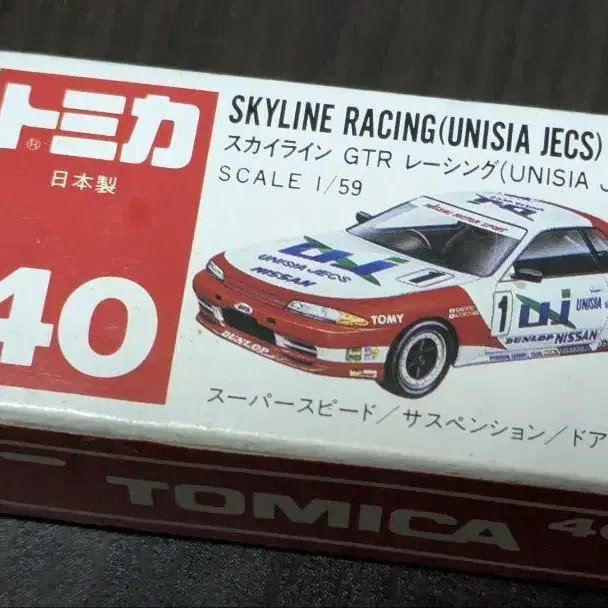 トミカ
日本製
40
SKYLINE RACING(UNISIA JECS)
スカイライン GTR レーシング(UNISIA J
SCALE 1/59
UNISIA JECS
NISSAN
1
TOMY
DUNLOP
1
UNISIA
DUNLOP NISSAN
スーパースピード/サスペンション/ドア
TOMICA 40